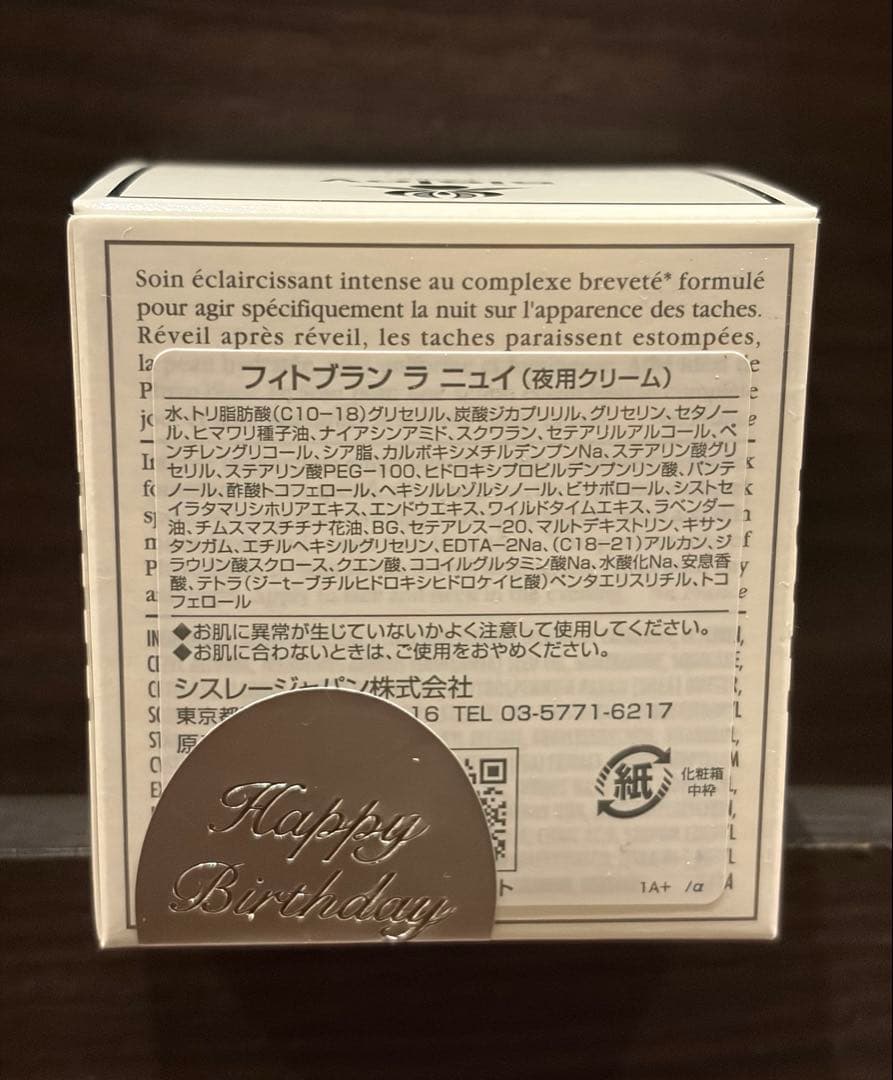 sisley
Soin éclaircissant intense au complexe breveté* formulé
pour agir spécifiquement la nuit sur l'apparence des taches.
Réveil après réveil, les taches paraissent estompées,
フィトブラン ラ ニュイ（夜用クリーム）
水、トリ脂肪酸（C10-18）グリセリル、炭酸ジカプリリル、グリセリン、セタノー
ル、ヒマワリ種子油、ナイアシンアミド、スクワラン、セテアリルアルコール、ペ
ンチレングリコール、シア脂、カルボキシメチルデンプンNa、ステアリン酸グリ
セリル、ステアリン酸PEG-100、ヒドロキシプロピルデンプンリン酸、パンテ
ノール、酢酸トコフェロール、ヘキシルレゾルシノール、ビサボロール、シストセ
イラタマリシホリアエキス、エンドウエキス、ワイルドタイムエキス、ラベンダー
油、チムスマスチチナ花油、BG、セテアレス-20、マルトデキストリン、キサン
タンガム、エチルヘキシルグリセリン、EDTA-2Na、（C18-21）アルカン、ジ
ラウリン酸スクロース、クエン酸、ココイルグルタミン酸Na、水酸化Na、安息香
酸、テトラ（ジーt-ブチルヒドロキシヒドロケイヒ酸）ペンタエリスリチル、トコ
フェロール
◆お肌に異常が生じていないかよく注意して使用してください。
◆お肌に合わないときは、ご使用をおやめください。
シスレージャパン株式会社
東京都 16 TEL 03-5771-6217
原
紙 化粧箱
中枠
ト
1A+ /α
Happy
Birthday